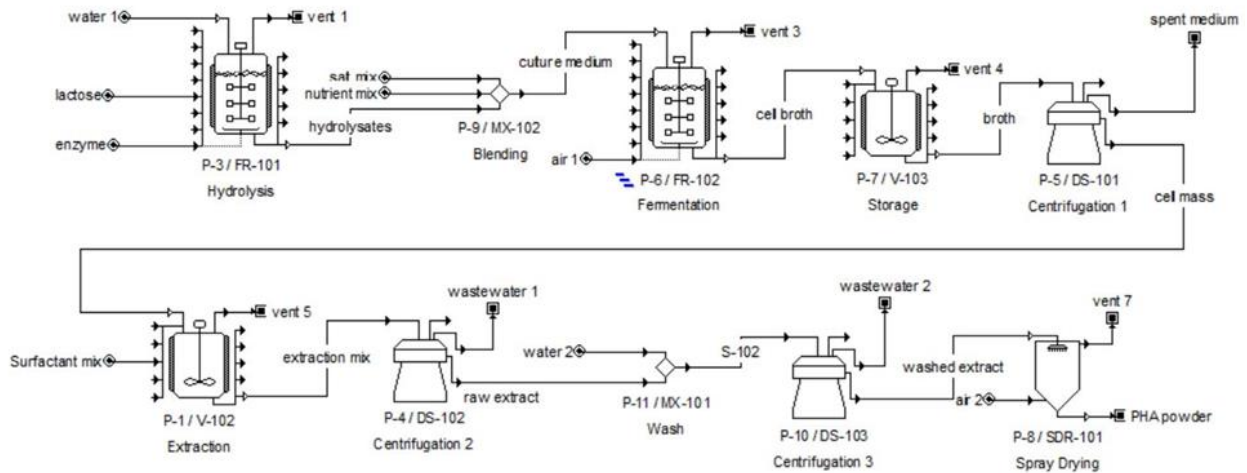 water 1
vent 1
lactose
enzyme
P-3 / FR-101
Hydrolysis
salt mix
nutrient mix
hydrolysates
P-9 / MX-102
Blending
cuture medium
vent 3
air 1
P-6 / FR-102
Fermentation
cell broth
vent 4
P-7 / V-103
Storage
broth
spent medium
P-5 / DS-101
Centrifugation 1
cell mass
vent 5
Surfactant mix
P-1 / V-102
Extraction
extraction mix
wastewater 1
P-4 / DS-102
Centrifugation 2
raw extract
water 2
P-11 / MX-101
Wash
S-102
wastewater 2
P-10 / DS-103
Centrifugation 3
washed extract
air 2
vent 7
PHA powder
P-8 / SDR-101
Spray Drying